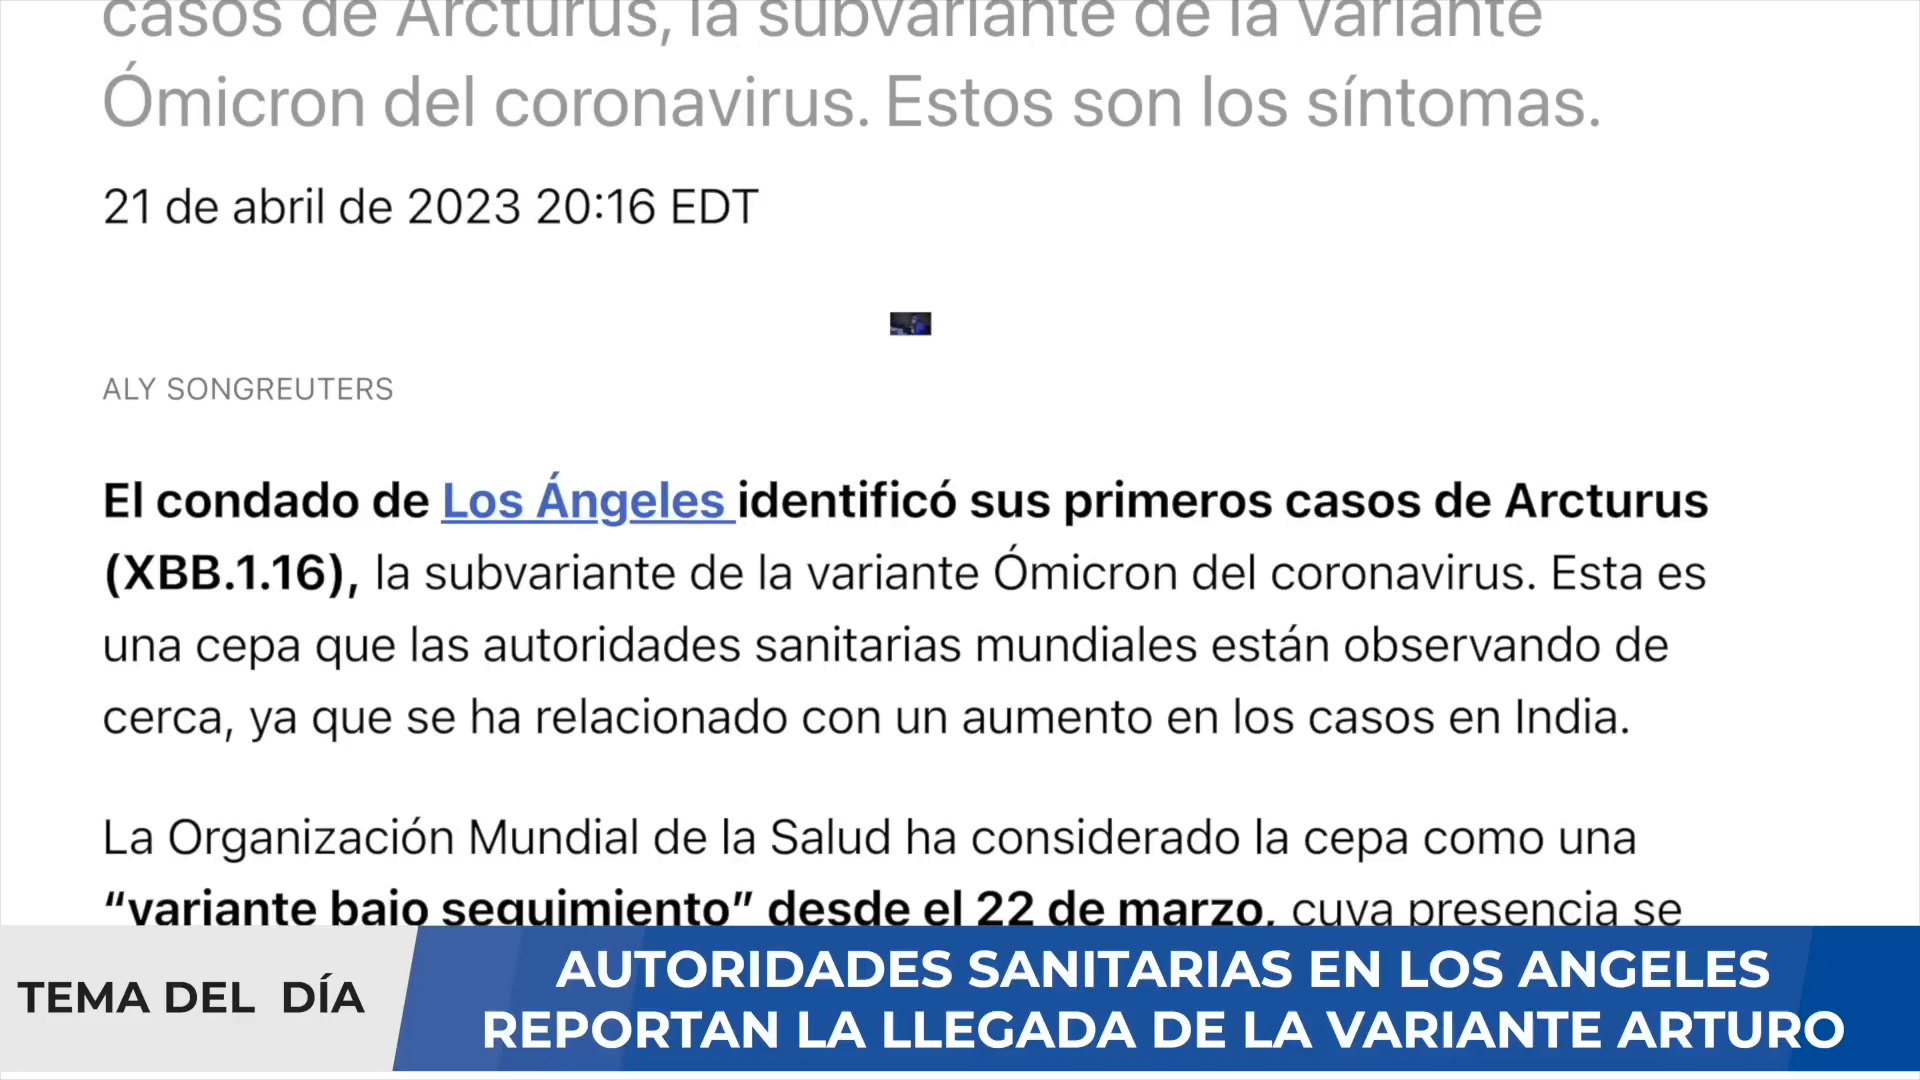 casos de Arcturus, la subvariante de la variante
Ómicron del coronavirus. Estos son los síntomas.
21 de abril de 2023 20:16 EDT
ALY SONGREUTERS
El condado de Los Ángeles identificó sus primeros casos de Arcturus
(XBB.1.16), la subvariante de la variante Ómicron del coronavirus. Esta es
una cepa que las autoridades sanitarias mundiales están observando de
cerca, ya que se ha relacionado con un aumento en los casos en India.
La Organización Mundial de la Salud ha considerado la cepa como una
“variante bajo seguimiento” desde el 22 de marzo, cuya presencia se
TEMA DEL DÍA
AUTORIDADES SANITARIAS EN LOS ANGELES
REPORTAN LA LLEGADA DE LA VARIANTE ARTURO